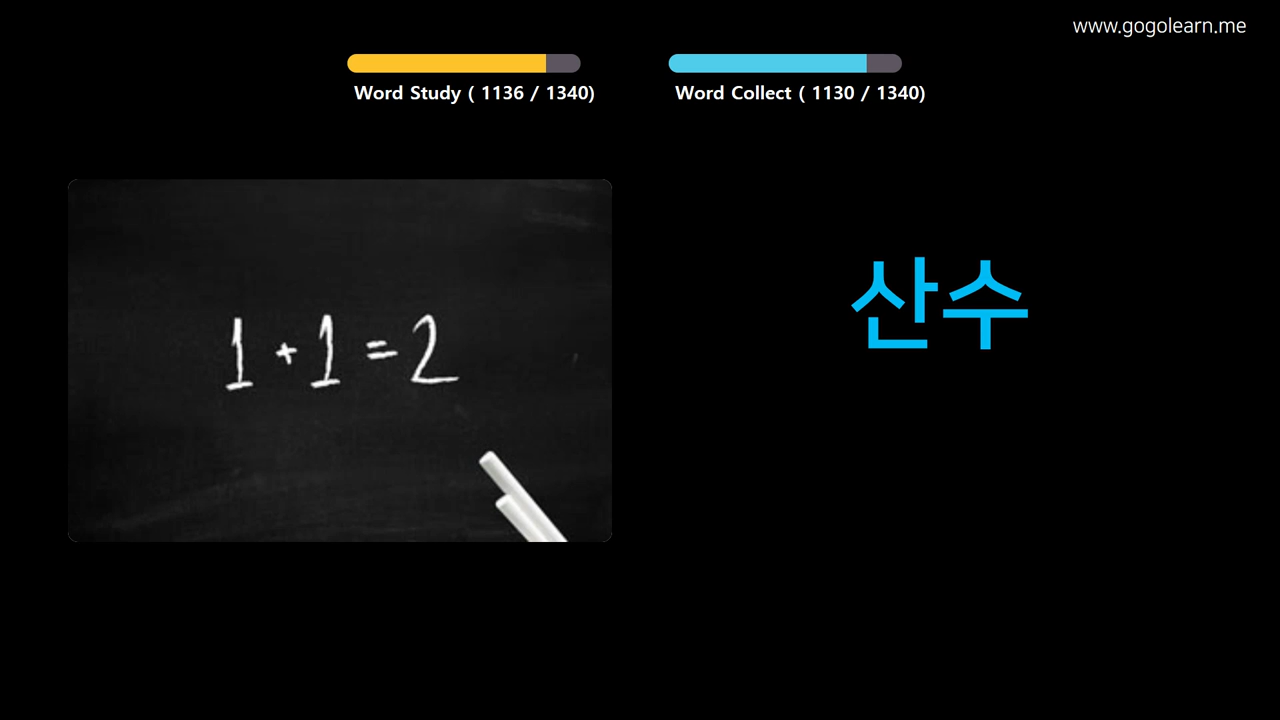 www.gogolearn.me
Word Study ( 1136 / 1340)
Word Collect ( 1130 / 1340)
1 + 1 = 2
산수